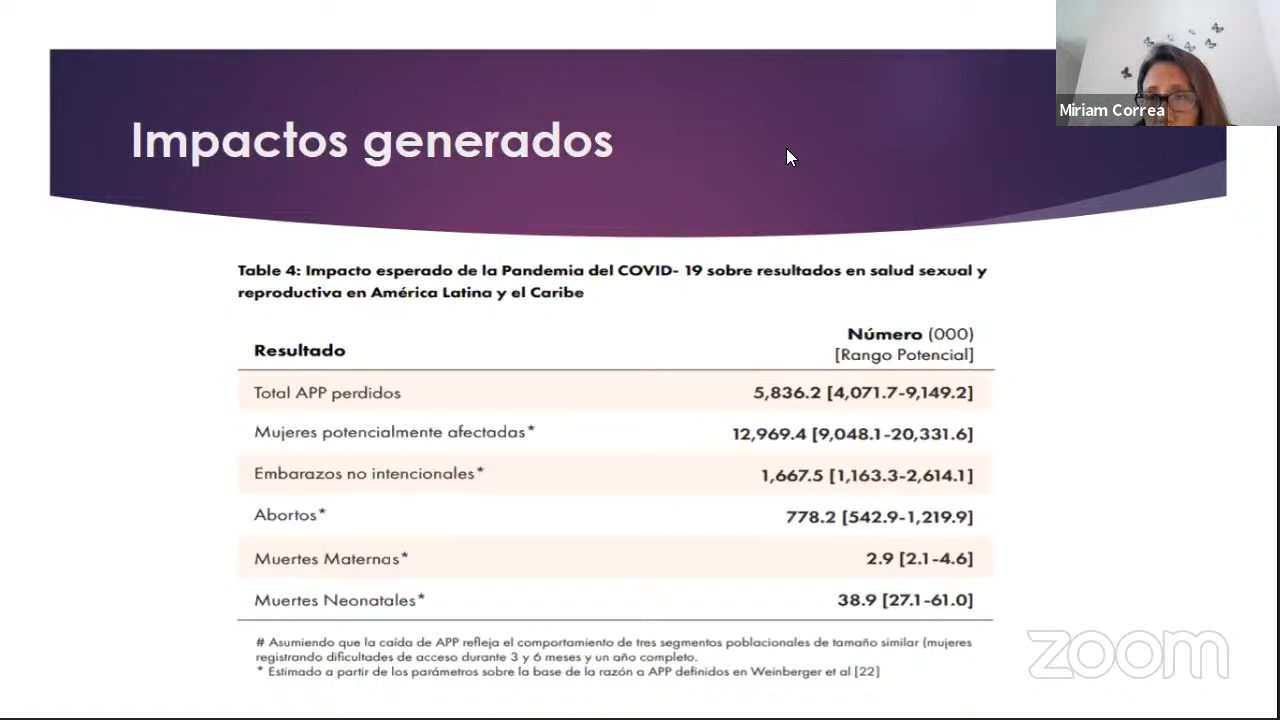 Miriam Correa
Impactos generados
Table 4: Impacto esperado de la Pandemia del COVID- 19 sobre resultados en salud sexual y
reproductiva en América Latina y el Caribe
Resultado
Número (000)
[Rango Potencial]
Total APP perdidos 5,836.2 [4,071.7-9,149.2]
Mujeres potencialmente afectadas* 12,969.4 [9,048.1-20,331.6]
Embarazos no intencionales* 1,667.5 [1,163.3-2,614.1]
Abortos* 778.2 [542.9-1,219.9]
Muertes Maternas* 2.9 [2.1-4.6]
Muertes Neonatales* 38.9 [27.1-61.0]
# Asumiendo que la caída de APP refleja el comportamiento de tres segmentos poblacionales de tamaño similar (mujeres
registrando dificultades de acceso durante 3 y 6 meses y un año completo.
* Estimado a partir de los parámetros sobre la base de la razón a APP definidos en Weinberger et al [22]
zoom